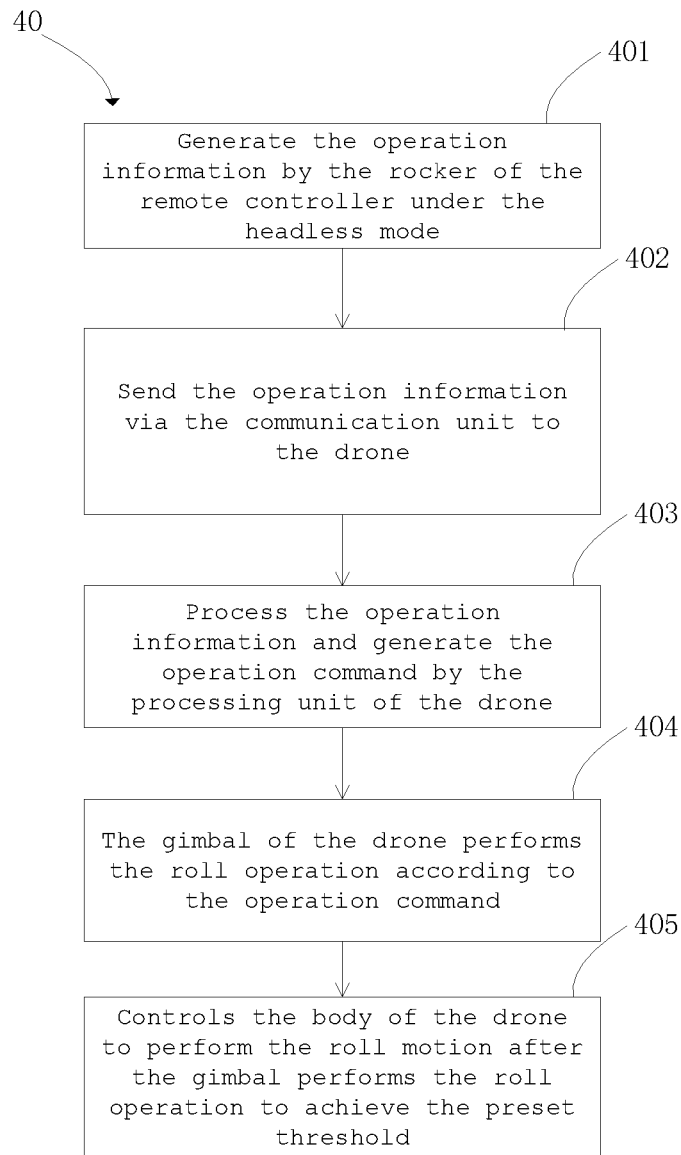 40
401
Generate the operation
information by the rocker of the
remote controller under the
headless mode
402
Send the operation information
via the communication unit to
the drone
403
Process the operation
information and generate the
operation command by the
processing unit of the drone
404
The gimbal of the drone performs
the roll operation according to
the operation command
405
Controls the body of the drone
to perform the roll motion after
the gimbal performs the roll
operation to achieve the preset
threshold